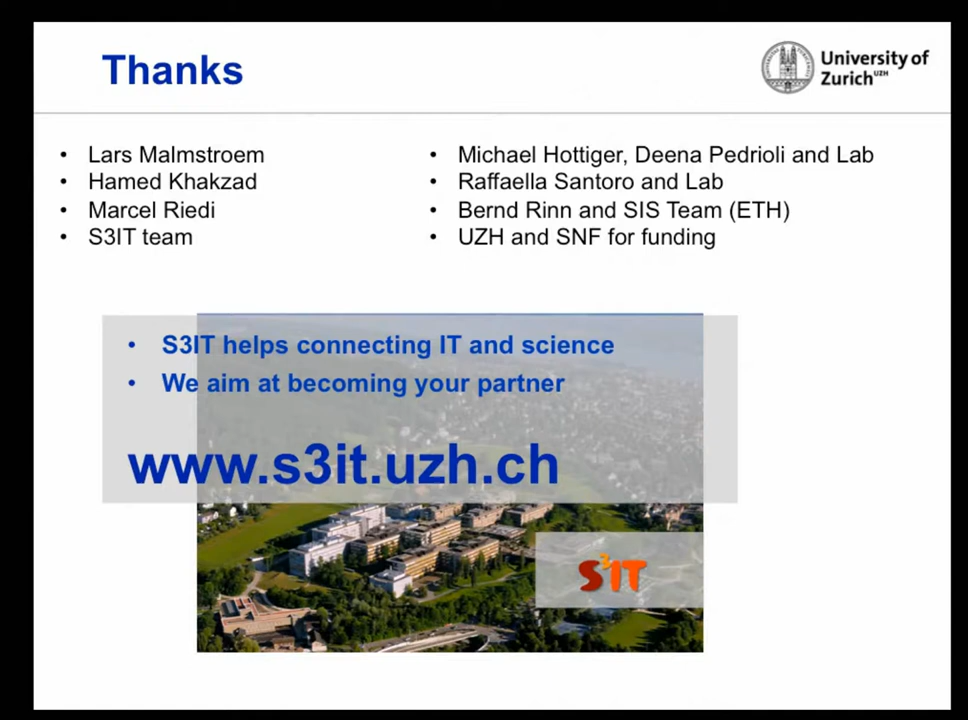 Thanks
University of
Zurich UZH
• Lars Malmstroem
• Hamed Khakzad
• Marcel Riedi
• S3IT team
• Michael Hottiger, Deena Pedrioli and Lab
• Raffaella Santoro and Lab
• Bernd Rinn and SIS Team (ETH)
• UZH and SNF for funding
• S3IT helps connecting IT and science
• We aim at becoming your partner
www.s3it.uzh.ch
S3IT